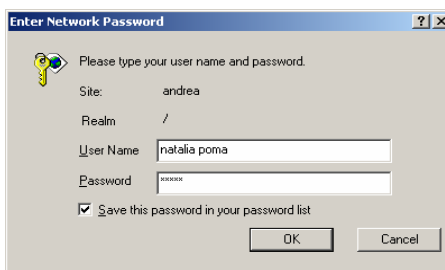 Enter Network Password
Please type your user name and password.
Site: andrea
Realm /
User Name natalia poma
Password *****
Save this password in your password list
OK Cancel